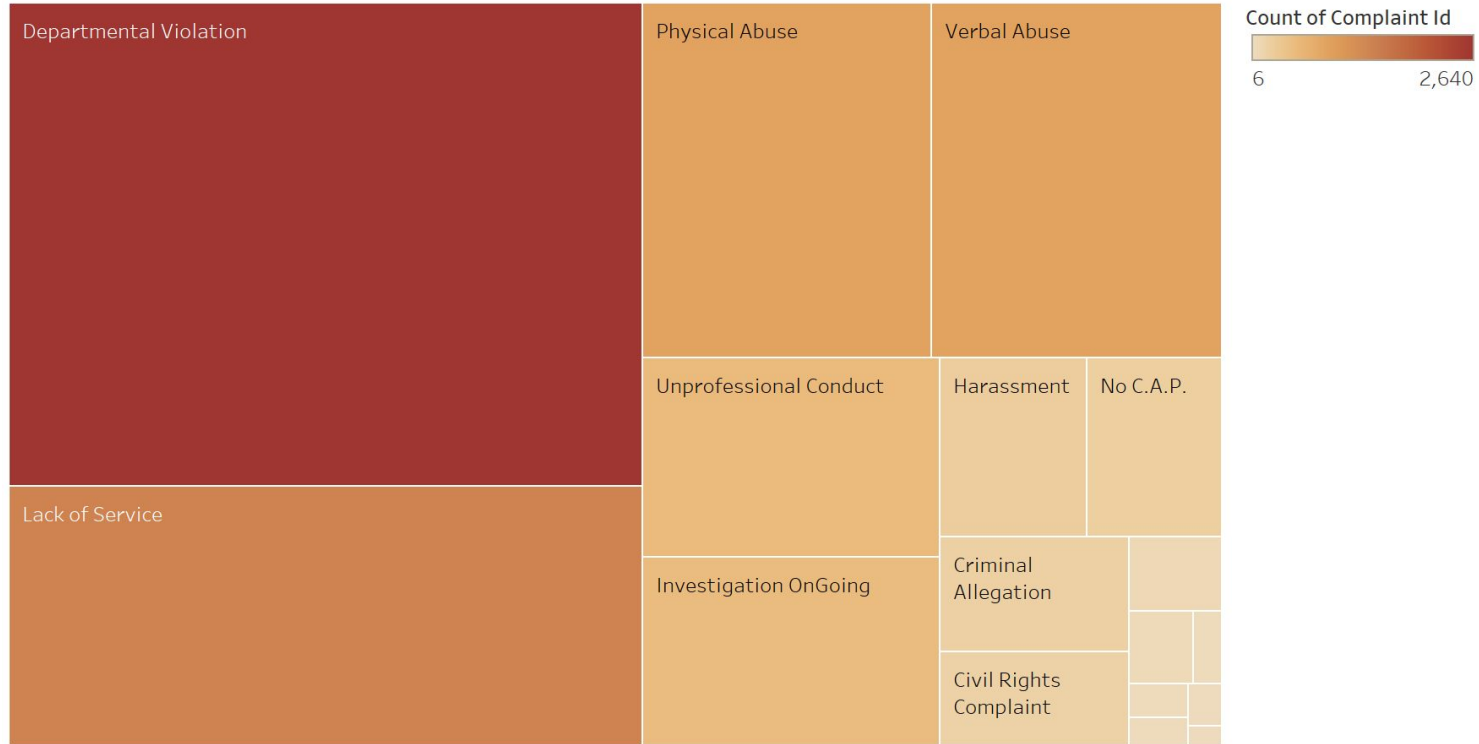 Departmental Violation
Physical Abuse
Verbal Abuse
Count of Complaint Id
6
2,640
Unprofessional Conduct
Harassment
No C.A.P.
Lack of Service
Investigation OnGoing
Criminal
Allegation
Civil Rights
Complaint